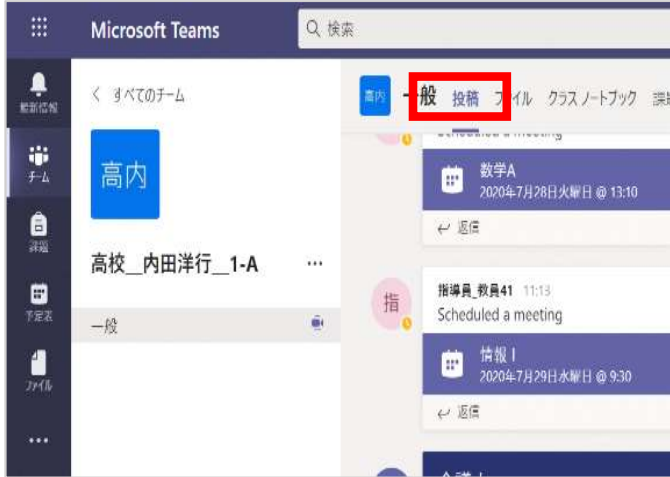 Microsoft Teams
検索
最新情報
チーム
課題
予定表
ファイル
すべてのチーム
高内
高校__内田洋行__1-A
一般
高内
一般
投稿
ファイル
クラス ノートブック
Scheduled a meeting
数学A
2020年7月28日火曜日 @ 13:10
返信
指
指導員_教員41 11:13
Scheduled a meeting
情報 I
2020年7月29日水曜日 @ 9:30
返信